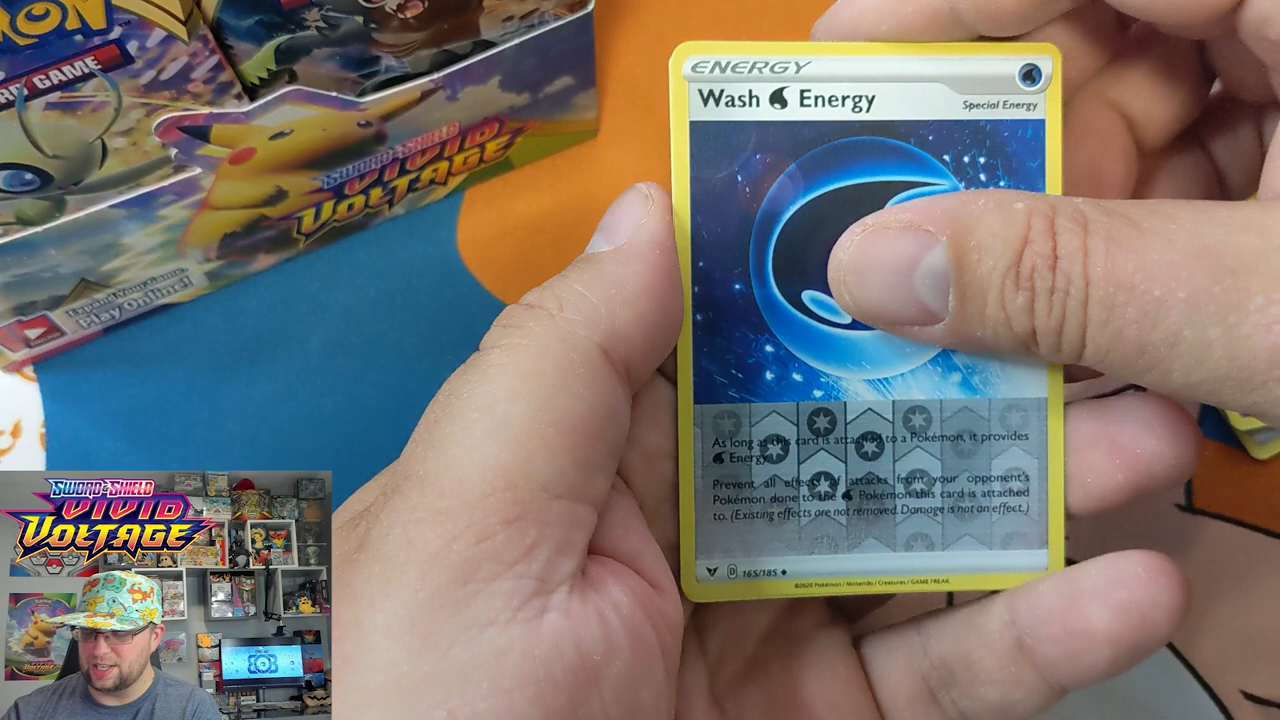 MON
CARD GAME
SWORD & SHIELD
VIVID
VOLTAGE
Expand Your Game.
Play Online!
ENERGY
Wash Energy
Special Energy
As long as this card is attached to a Pokémon, it provides
Energy.
Prevent all effects of attacks from your opponent's
Pokémon done to the Pokémon this card is attached
to. (Existing effects are not removed. Damage is not an effect.)
D 165/185
©2020 Pokémon / Nintendo / Creatures / GAME FREAK
SWORD & SHIELD
VIVID
VOLTAGE